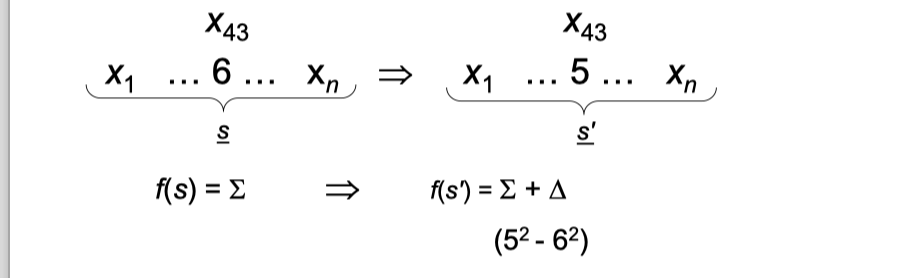 x₄₃ x₄₃
x₁ ... 6 ... xₙ ⇒ x₁ ... 5 ... xₙ
s s'
f(s) = Σ ⇒ f(s') = Σ + Δ
(5² - 6²)